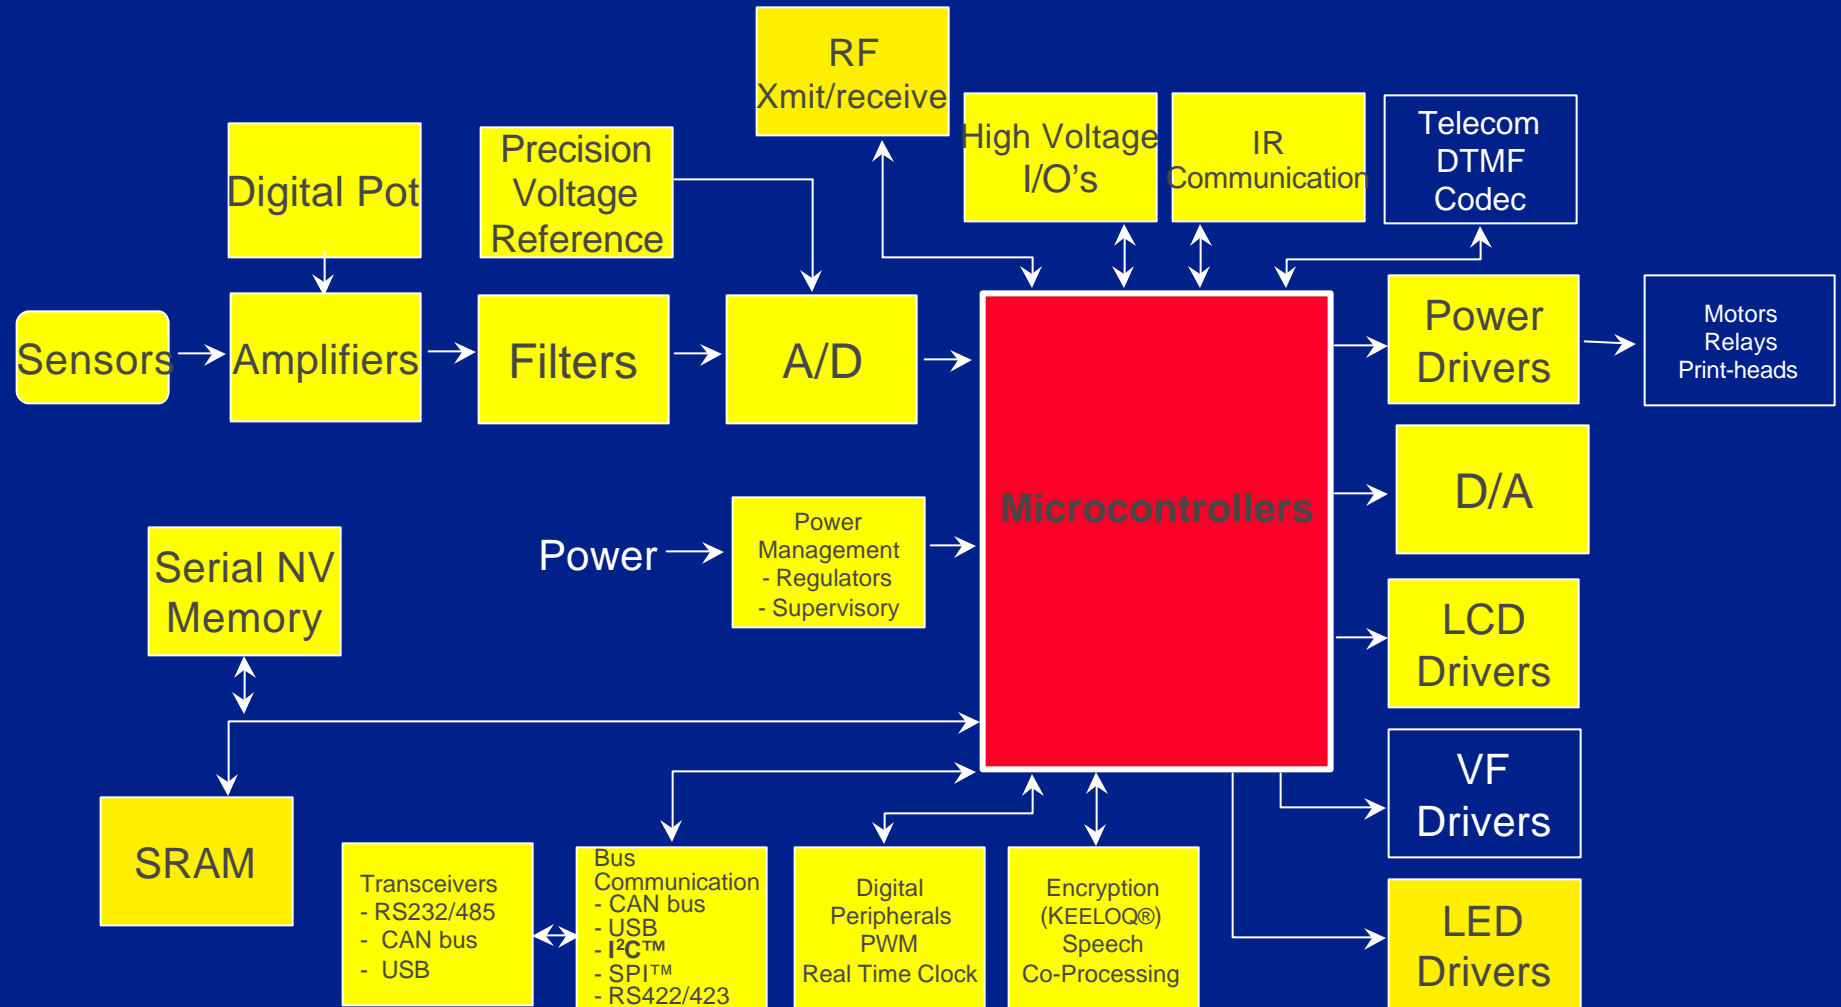 RF
Xmit/receive
High Voltage
I/O's
IR
Communication
Telecom
DTMF
Codec
Digital Pot
Precision
Voltage
Reference
Sensors
Amplifiers
Filters
A/D
Microcontrollers
Power
Drivers
Motors
Relays
Print-heads
D/A
Power
Power
Management
- Regulators
- Supervisory
Serial NV
Memory
LCD
Drivers
VF
Drivers
SRAM
Transceivers
- RS232/485
- CAN bus
- USB
Bus
Communication
- CAN bus
- USB
- I²C™
- SPI™
- RS422/423
Digital
Peripherals
PWM
Real Time Clock
Encryption
(KEELOQ®)
Speech
Co-Processing
LED
Drivers